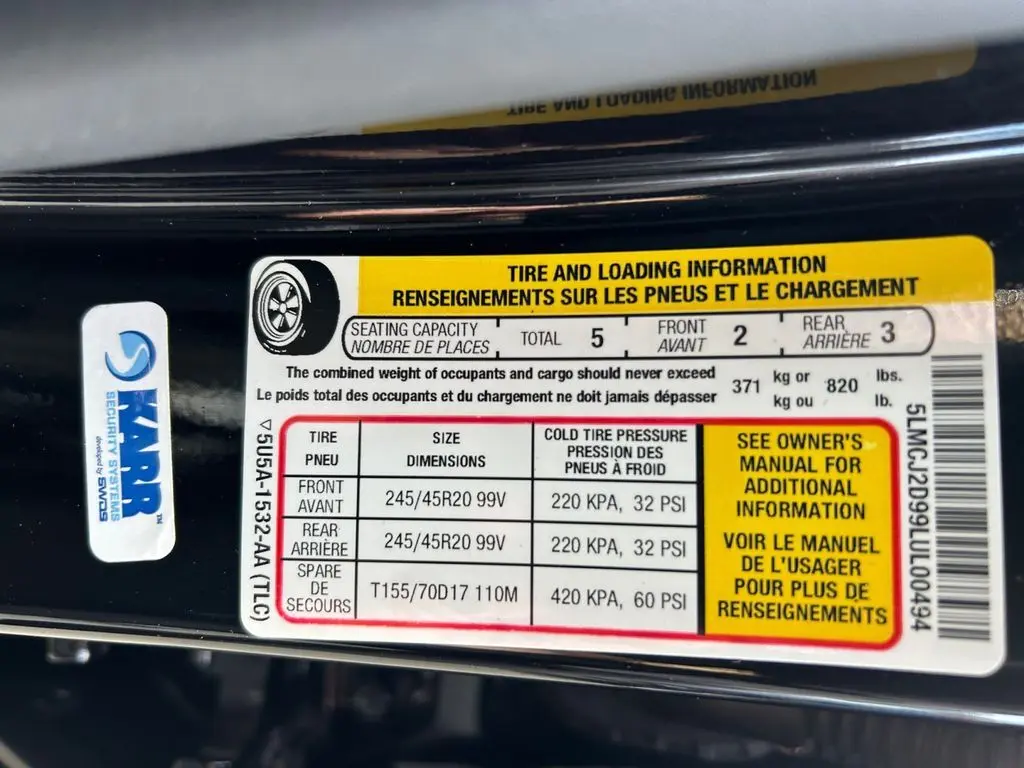 TIRE AND LOADING INFORMATION
TIRE AND LOADING INFORMATION
RENSEIGNEMENTS SUR LES PNEUS ET LE CHARGEMENT
SEATING CAPACITY
NOMBRE DE PLACES
TOTAL 5
FRONT
AVANT 2
REAR
ARRIÈRE 3
The combined weight of occupants and cargo should never exceed
Le poids total des occupants et du chargement ne doit jamais dépasser
371 kg or 820 lbs.
kg ou lb.
TIRE
PNEU
SIZE
DIMENSIONS
COLD TIRE PRESSURE
PRESSION DES
PNEUS À FROID
FRONT
AVANT
245/45R20 99V
220 KPA, 32 PSI
REAR
ARRIÈRE
245/45R20 99V
220 KPA, 32 PSI
SPARE
DE
SECOURS
T155/70D17 110M
420 KPA, 60 PSI
SEE OWNER'S
MANUAL FOR
ADDITIONAL
INFORMATION
VOIR LE MANUEL
DE L'USAGER
POUR PLUS DE
RENSEIGNEMENTS
▽5U5A-1532-AA (TLC)
5LMCJ2D99LUL00494
KARR™
SECURITY SYSTEMS
developed by SWDS